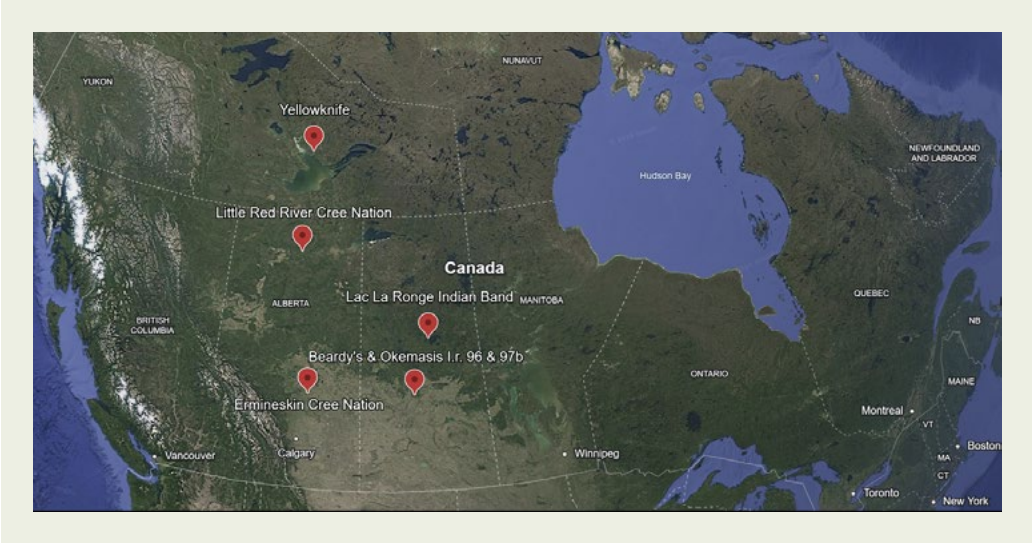 NUNAVUT
YUKON
Yellowknife
NEWFOUNDLAND
AND LABRADOR
Hudson Bay
Little Red River Cree Nation
Canada
Lac La Ronge Indian Band
MANITOBA
ALBERTA
QUEBEC
BRITISH
COLUMBIA
NB
Beardy's & Okemasis I.r. 96 & 97b
ONTARIO
MAINE
Ermineskin Cree Nation
Montreal
VT
Boston
Calgary
Vancouver
Winnipeg
MA
CT
Toronto
New York